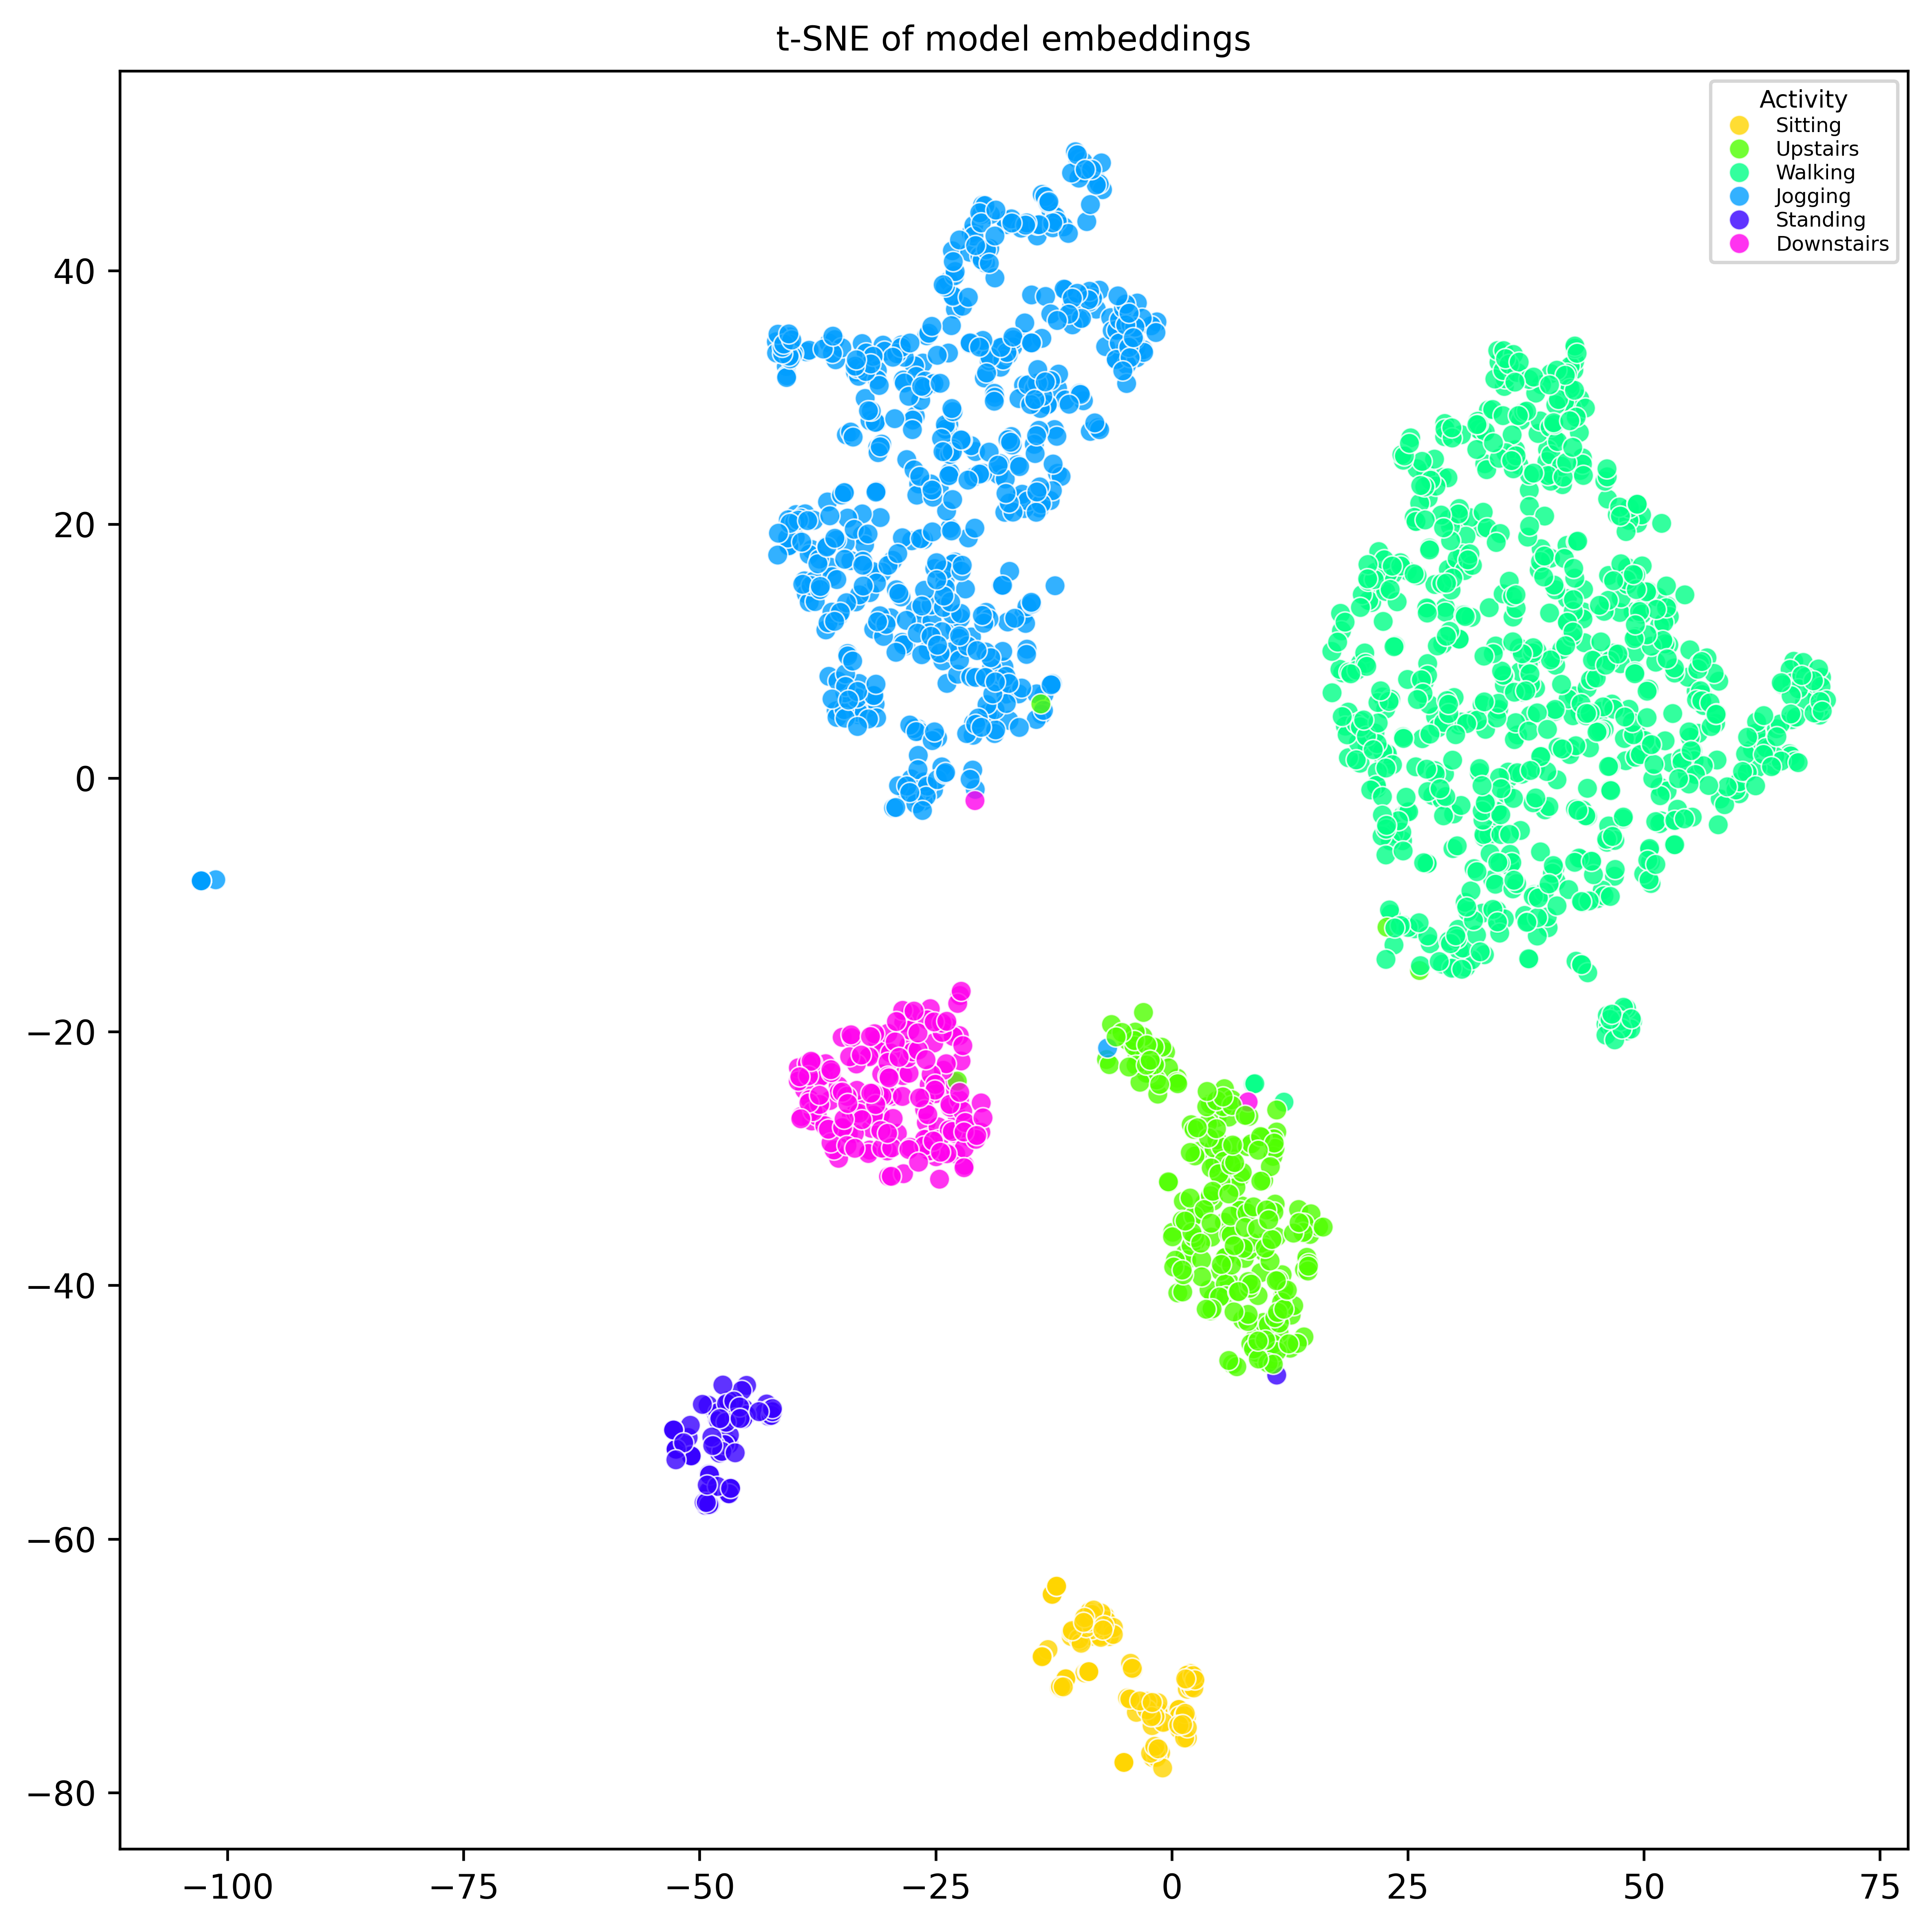 t-SNE of model embeddings
Activity
Sitting
Upstairs
Walking
Jogging
Standing
Downstairs
40
20
0
−20
−40
−60
−80
−100 −75 −50 −25 0 25 50 75